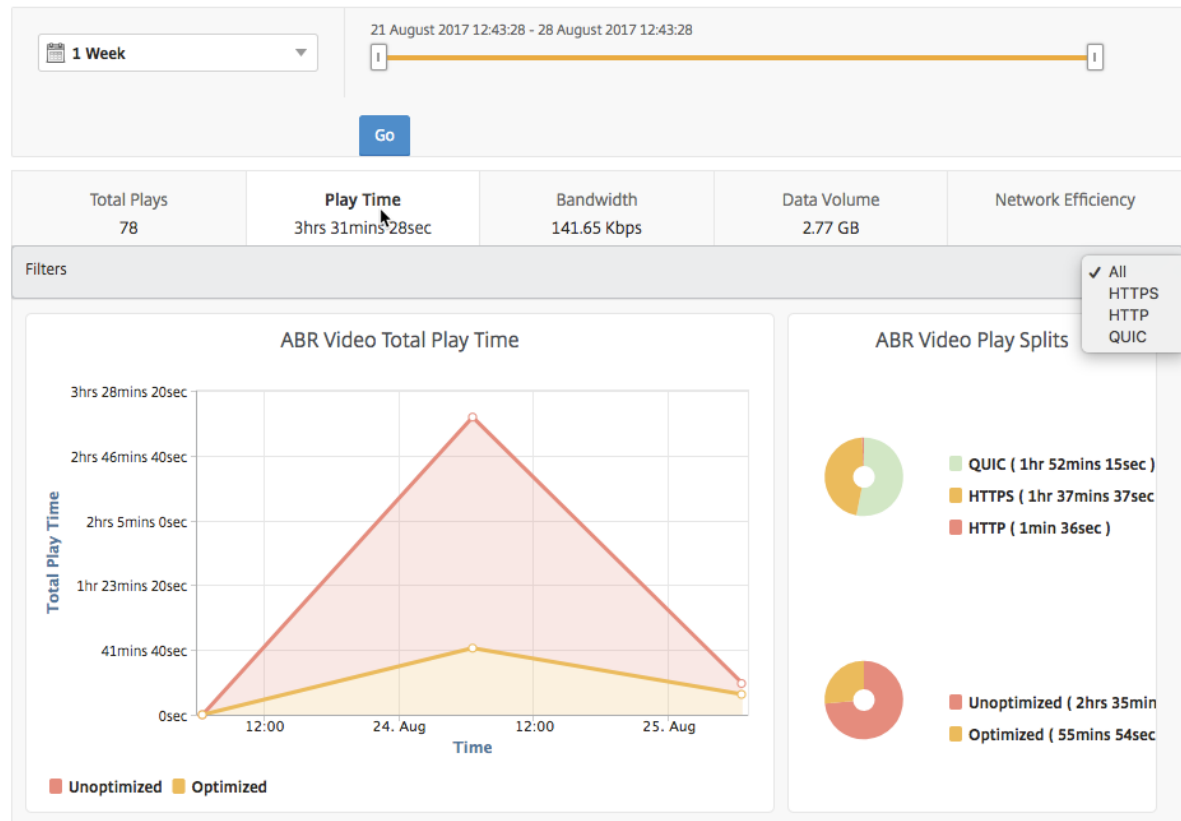 21 August 2017 12:43:28 - 28 August 2017 12:43:28
1 Week
Go
Total Plays
78
Play Time
3hrs 31mins 28sec
Bandwidth
141.65 Kbps
Data Volume
2.77 GB
Network Efficiency
Filters
✓ All
HTTPS
HTTP
QUIC
ABR Video Total Play Time
3hrs 28mins 20sec
2hrs 46mins 40sec
2hrs 5mins 0sec
1hr 23mins 20sec
41mins 40sec
0sec
Total Play Time
12:00
24. Aug
12:00
25. Aug
Time
Unoptimized
Optimized
ABR Video Play Splits
QUIC ( 1hr 52mins 15sec )
HTTPS ( 1hr 37mins 37sec
HTTP ( 1min 36sec )
Unoptimized ( 2hrs 35min
Optimized ( 55mins 54sec